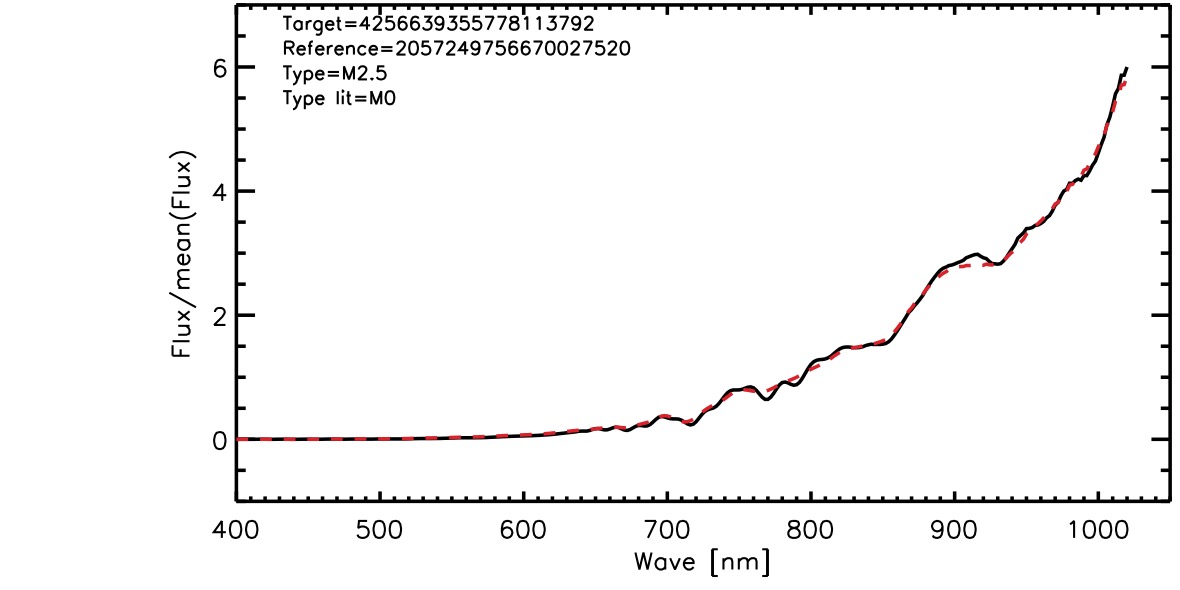 Target=4256639355778113792
Reference=2057249756670027520
Type=M2.5
Type lit=M0
6
4
2
0
Flux/mean(Flux)
400 500 600 700 800 900 1000
Wave [nm]